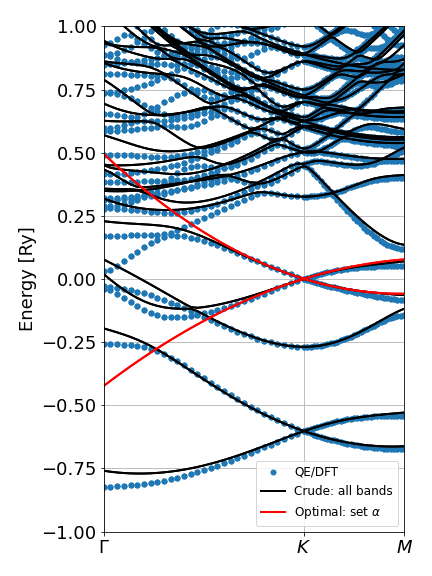 1.00
0.75
0.50
0.25
0.00
−0.25
−0.50
−0.75
−1.00
Energy [Ry]
Γ
K
M
QE/DFT
Crude: all bands
Optimal: set α